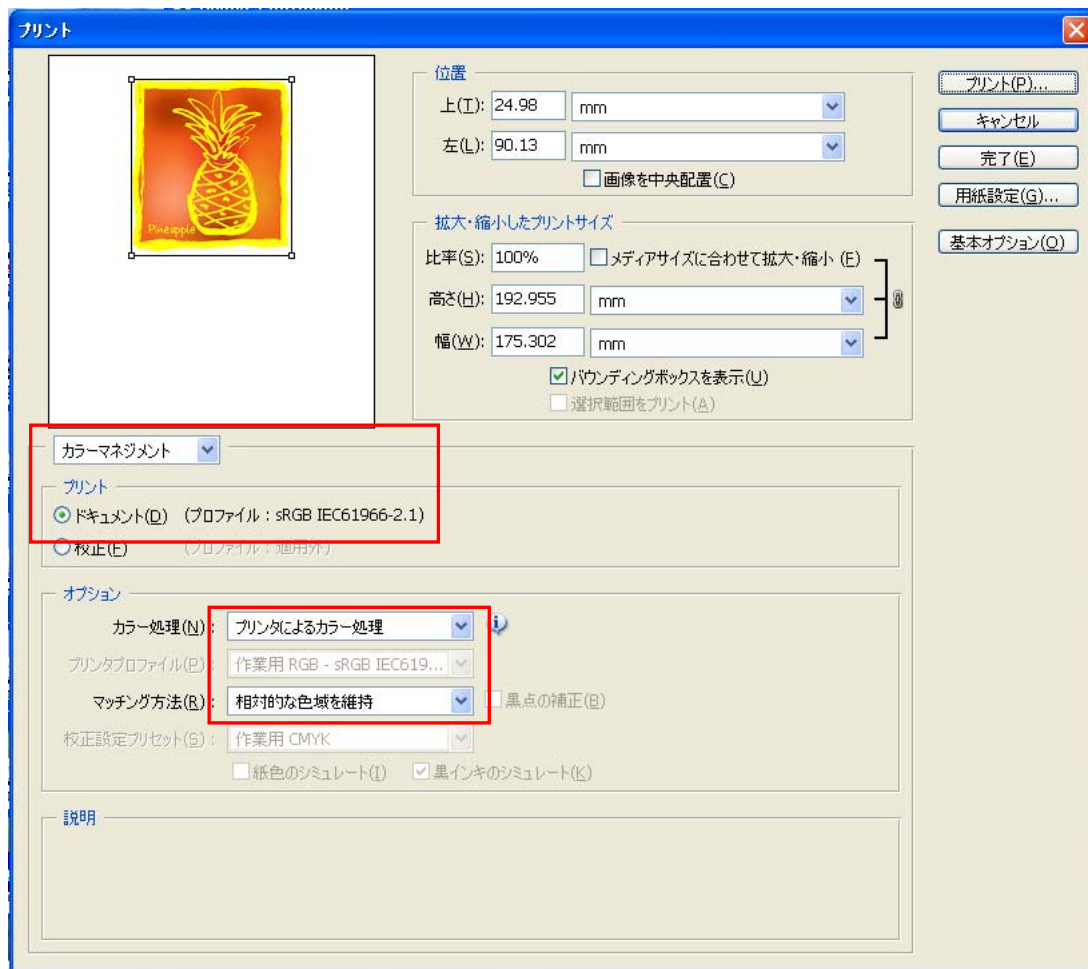 プリント
Pineapple
位置
上(T): 24.98 mm
左(L): 90.13 mm
画像を中央配置(C)
拡大・縮小したプリントサイズ
比率(S): 100% メディアサイズに合わせて拡大・縮小 (F)
高さ(H): 192.955 mm
幅(W): 175.302 mm
バウンディングボックスを表示(U)
選択範囲をプリント(A)
プリント(P)...
キャンセル
完了(E)
用紙設定(G)...
基本オプション(O)
カラーマネジメント
プリント
ドキュメント(D) (プロファイル : sRGB IEC61966-2.1)
校正(F) (プロファイル : 適用外)
オプション
カラー処理(N) : プリンタによるカラー処理
プリンタプロファイル(P) : 作業用 RGB - sRGB IEC619...
マッチング方法(R) : 相対的な色域を維持 黒点の補正(B)
校正設定プリセット(S) : 作業用 CMYK
紙色のシミュレート(I) 黒インキのシミュレート(K)
説明